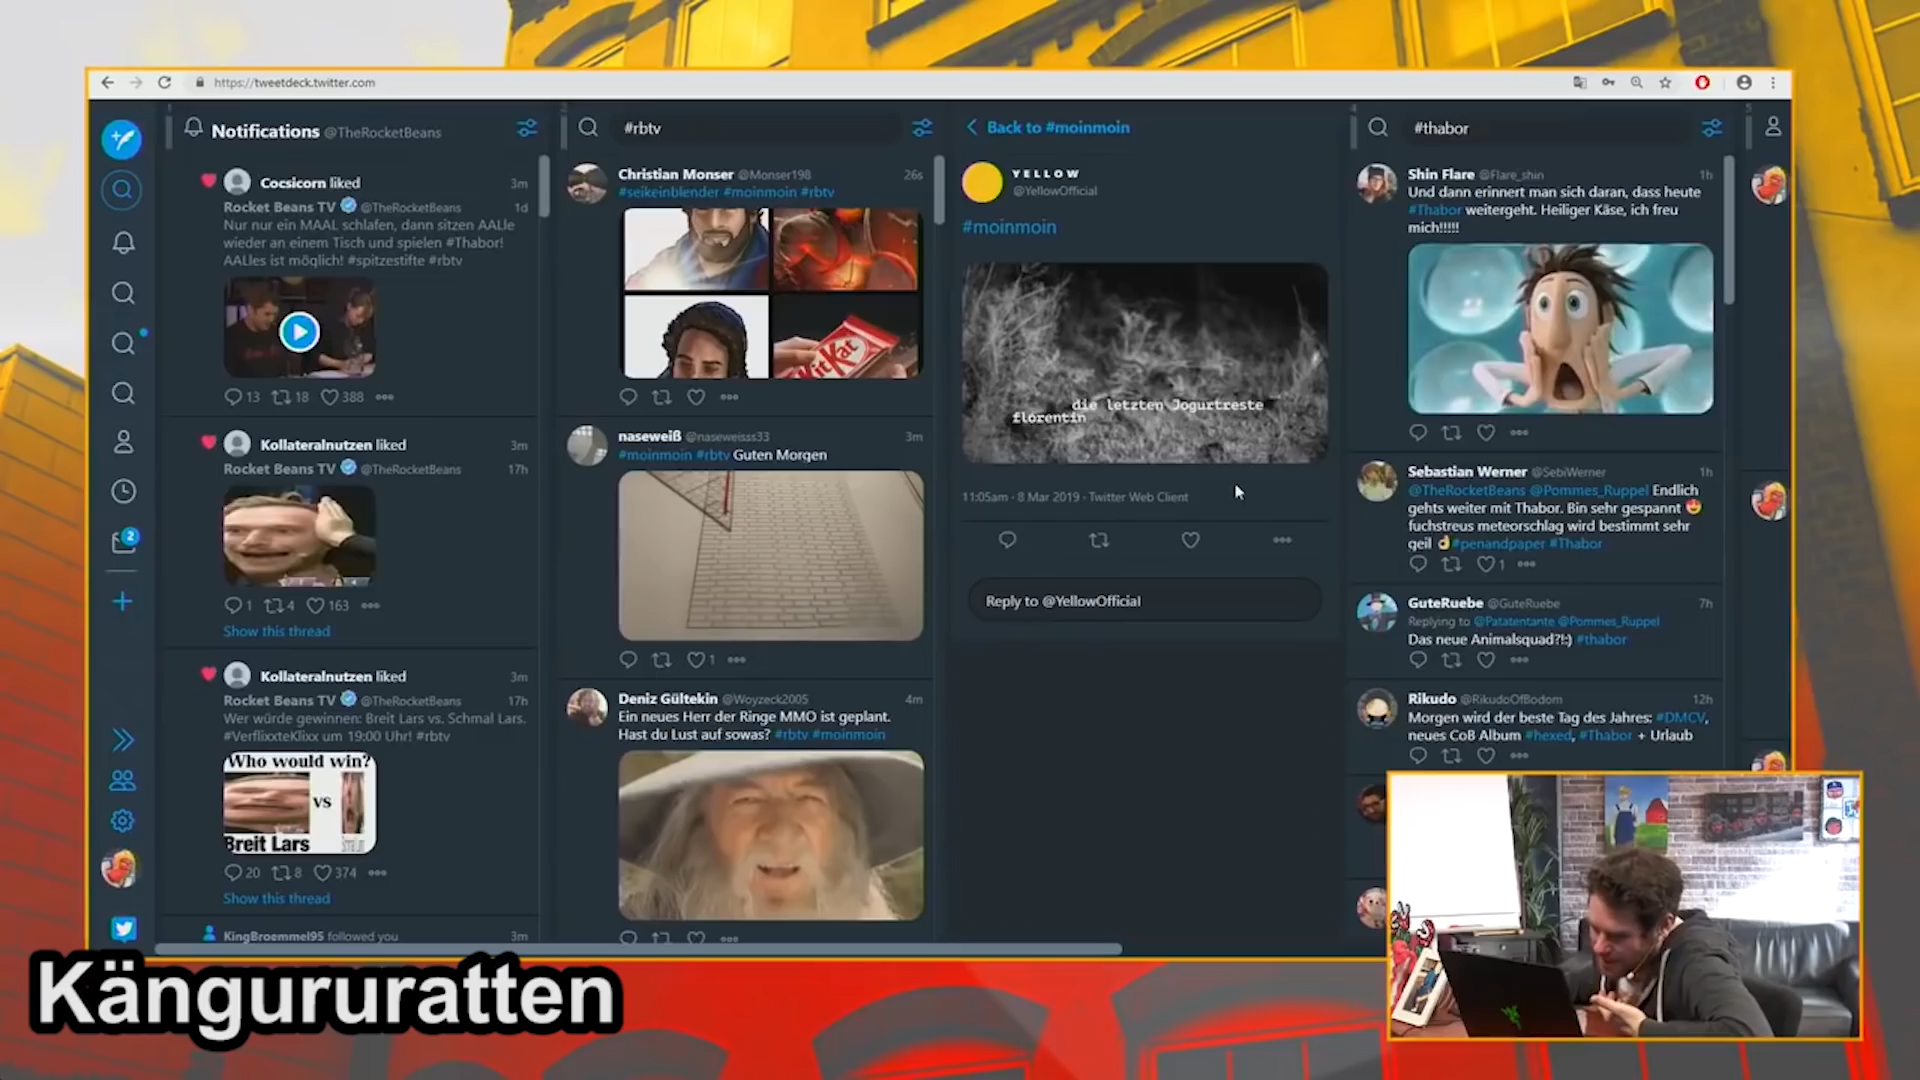 https://tweetdeck.twitter.com
1
Notifications @TheRocketBeans
Cocsicorn liked
3m
Rocket Beans TV @TheRocketBeans
1d
Nur nur ein MAAL schlafen, dann sitzen AALle
wieder an einem Tisch und spielen #Thabor!
AALles ist möglich! #spitzestifte #rbtv
13 18 388
Kollateralnutzen liked
3m
Rocket Beans TV @TheRocketBeans
17h
1 4 163
Show this thread
Kollateralnutzen liked
3m
Rocket Beans TV @TheRocketBeans
17h
Wer würde gewinnen: Breit Lars vs. Schmal Lars.
#VerflixxteKlixx um 19:00 Uhr! #rbtv
Who would win?
vs
Breit Lars
20 8 374
Show this thread
KingBroemmel95 followed you
3m
2
2
#rbtv
Christian Monser @Monser198
26s
#seikeinblender #moinmoin #rbtv
KitKat
naseweiß @naseweisss33
3m
#moinmoin #rbtv Guten Morgen
1
Deniz Gültekin @Woyzeck2005
4m
Ein neues Herr der Ringe MMO ist geplant.
Hast du Lust auf sowas? #rbtv #moinmoin
Back to #moinmoin
YELLOW
@YellowOfficial
#moinmoin
die letzten Jogurtreste
florentin
11:05am · 8 Mar 2019 · Twitter Web Client
Reply to @YellowOfficial
4
#thabor
Shin Flare @Flare_shin
1h
Und dann erinnert man sich daran, dass heute
#Thabor weitergeht. Heiliger Käse, ich freu
mich!!!!!
Sebastian Werner @SebiWerner
1h
@TheRocketBeans @Pommes_Ruppel Endlich
gehts weiter mit Thabor. Bin sehr gespannt 😍
fuchstreus meteorschlag wird bestimmt sehr
geil 👌#penandpaper #Thabor
1
GuteRuebe @GuteRuebe
7h
Replying to @Patatentante @Pommes_Ruppel
Das neue Animalsquad?!:) #thabor
Rikudo @RikudoOfBodom
12h
Morgen wird der beste Tag des Jahres: #DMCV,
neues CoB Album #hexed, #Thabor + Urlaub
5
Kängururatten